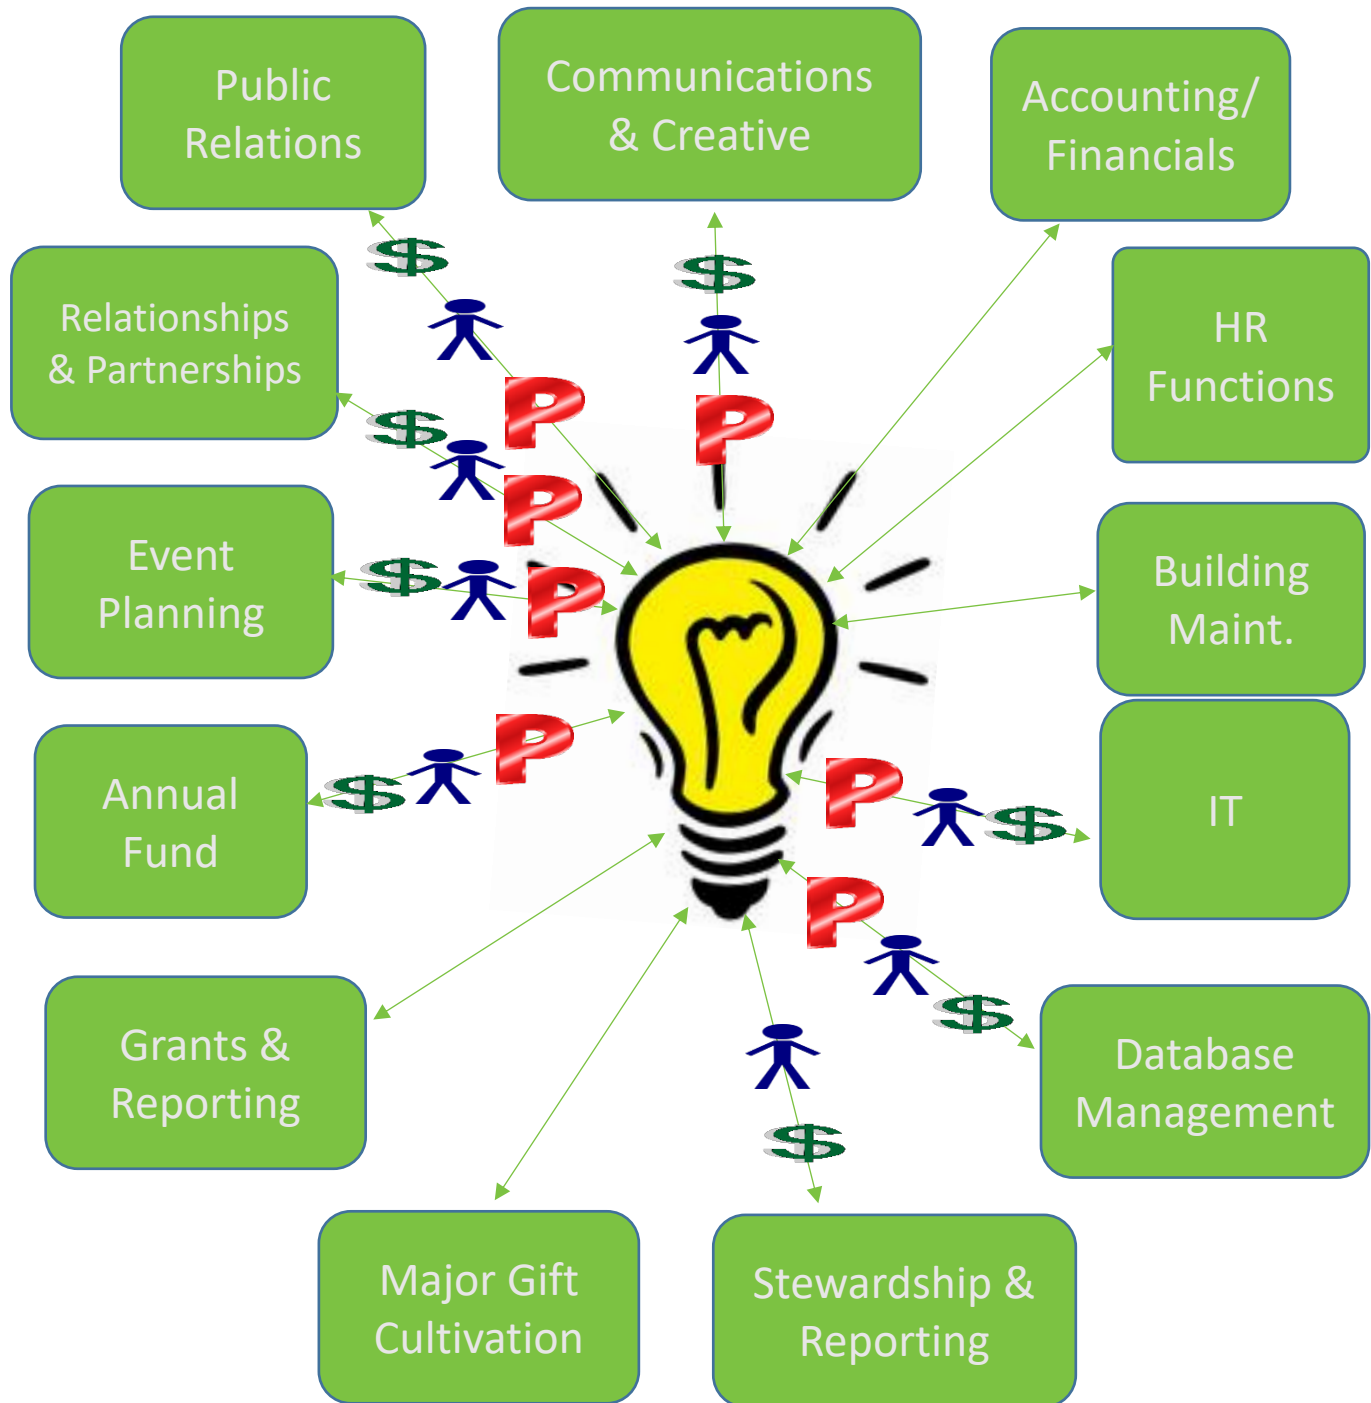 Public
Relations
Communications
& Creative
Accounting/
Financials
Relationships
& Partnerships
HR
Functions
Event
Planning
Building
Maint.
Annual
Fund
IT
Grants &
Reporting
Database
Management
Major Gift
Cultivation
Stewardship &
Reporting
$
P
$
P
$
P
$
P
$
P
P
$
P
$
$